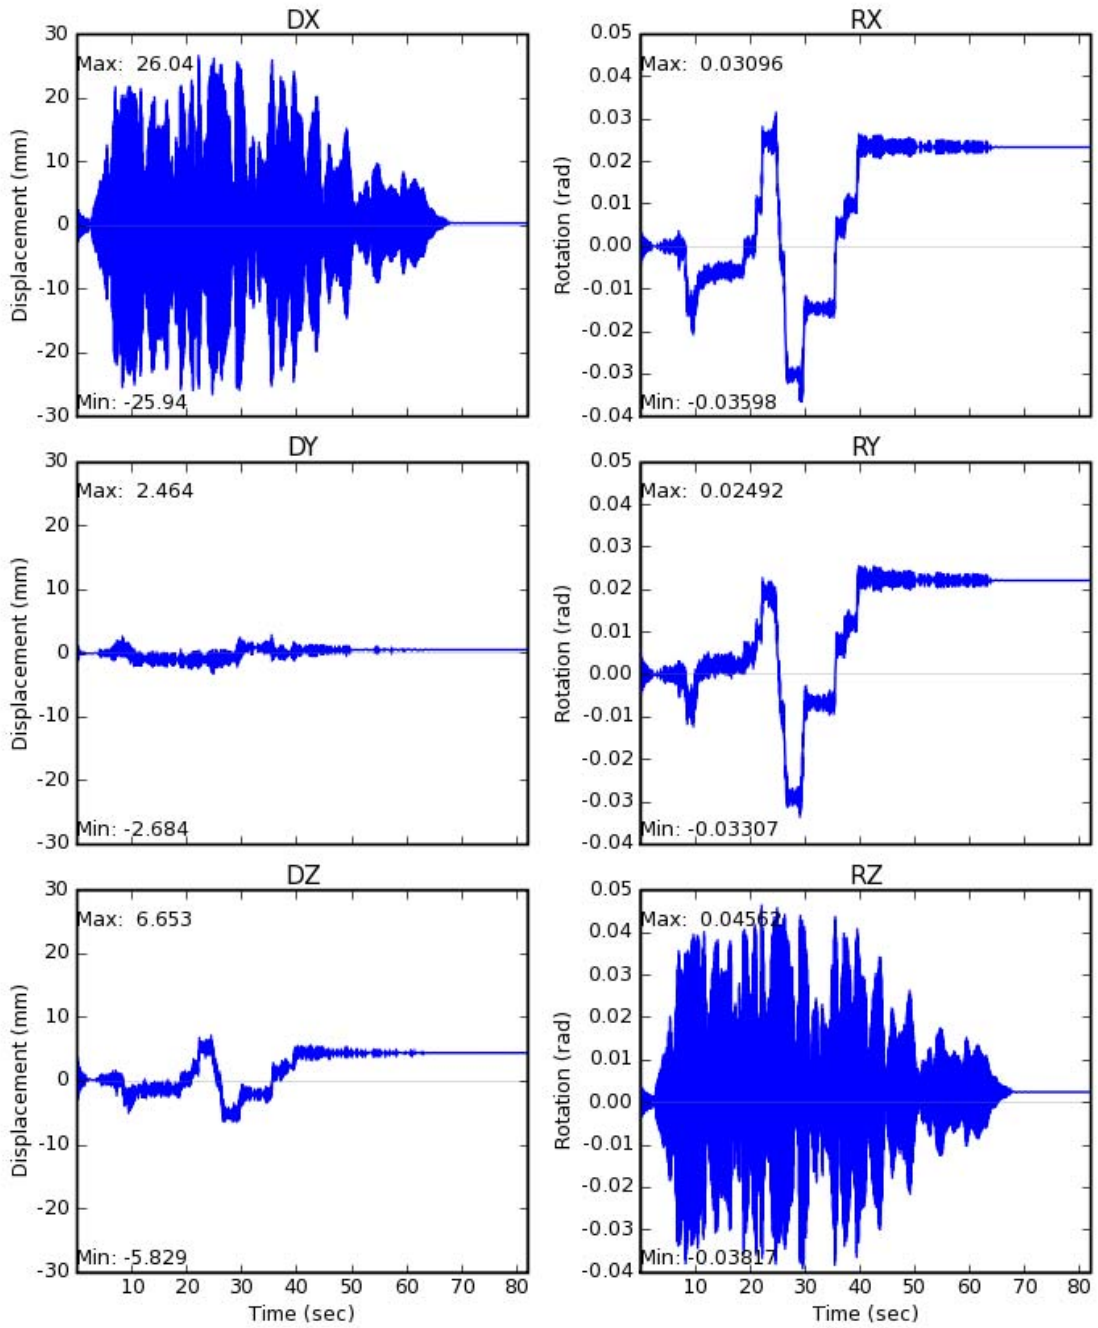 DX
30
Max: 26.04
20
10
0
-10
-20
Min: -25.94
-30
Displacement (mm)
RX
0.05
Max: 0.03096
0.04
0.03
0.02
0.01
0.00
-0.01
-0.02
-0.03
Min: -0.03598
-0.04
Rotation (rad)
DY
30
Max: 2.464
20
10
0
-10
-20
Min: -2.684
-30
Displacement (mm)
RY
0.05
Max: 0.02492
0.04
0.03
0.02
0.01
0.00
-0.01
-0.02
-0.03
Min: -0.03307
-0.04
Rotation (rad)
DZ
30
Max: 6.653
20
10
0
-10
-20
Min: -5.829
-30
Displacement (mm)
10 20 30 40 50 60 70 80
Time (sec)
RZ
0.05
Max: 0.04562
0.04
0.03
0.02
0.01
0.00
-0.01
-0.02
-0.03
Min: -0.03817
-0.04
Rotation (rad)
10 20 30 40 50 60 70 80
Time (sec)